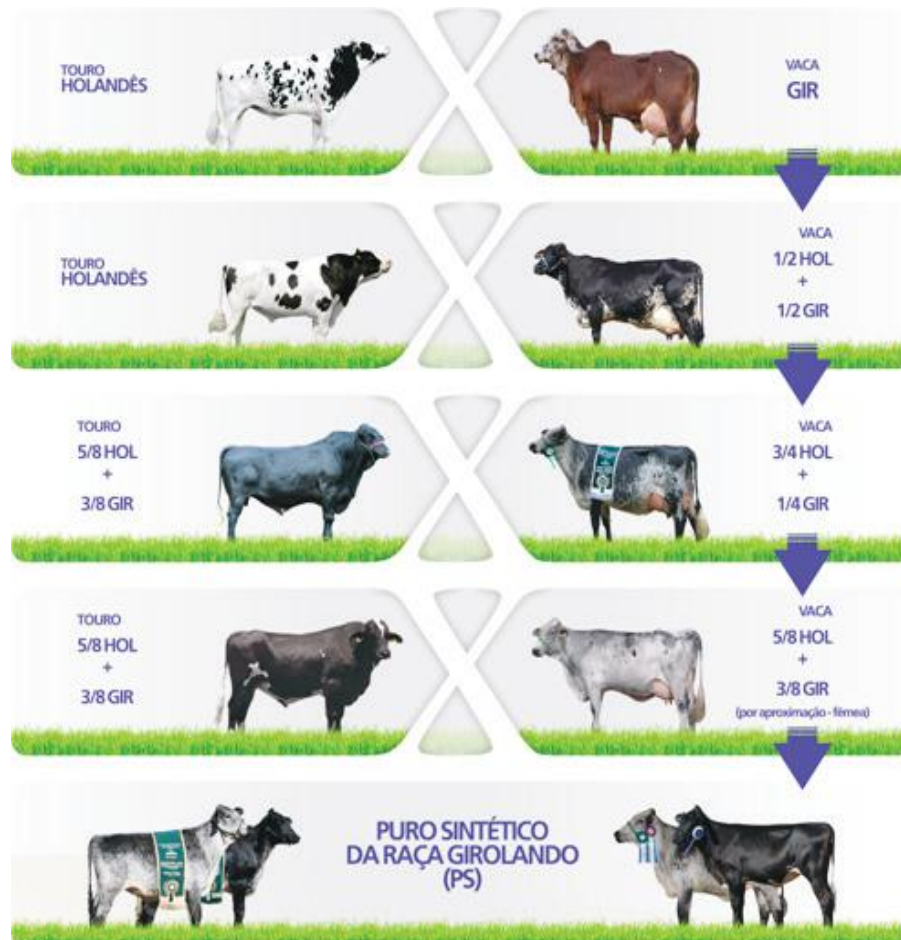 TOURO
HOLANDÊS
VACA
GIR
TOURO
HOLANDÊS
VACA
1/2 HOL
+
1/2 GIR
TOURO
5/8 HOL
+
3/8 GIR
VACA
3/4 HOL
+
1/4 GIR
TOURO
5/8 HOL
+
3/8 GIR
VACA
5/8 HOL
+
3/8 GIR
(por aproximação - fêmea)
PURO SINTÉTICO
DA RAÇA GIROLANDO
(PS)